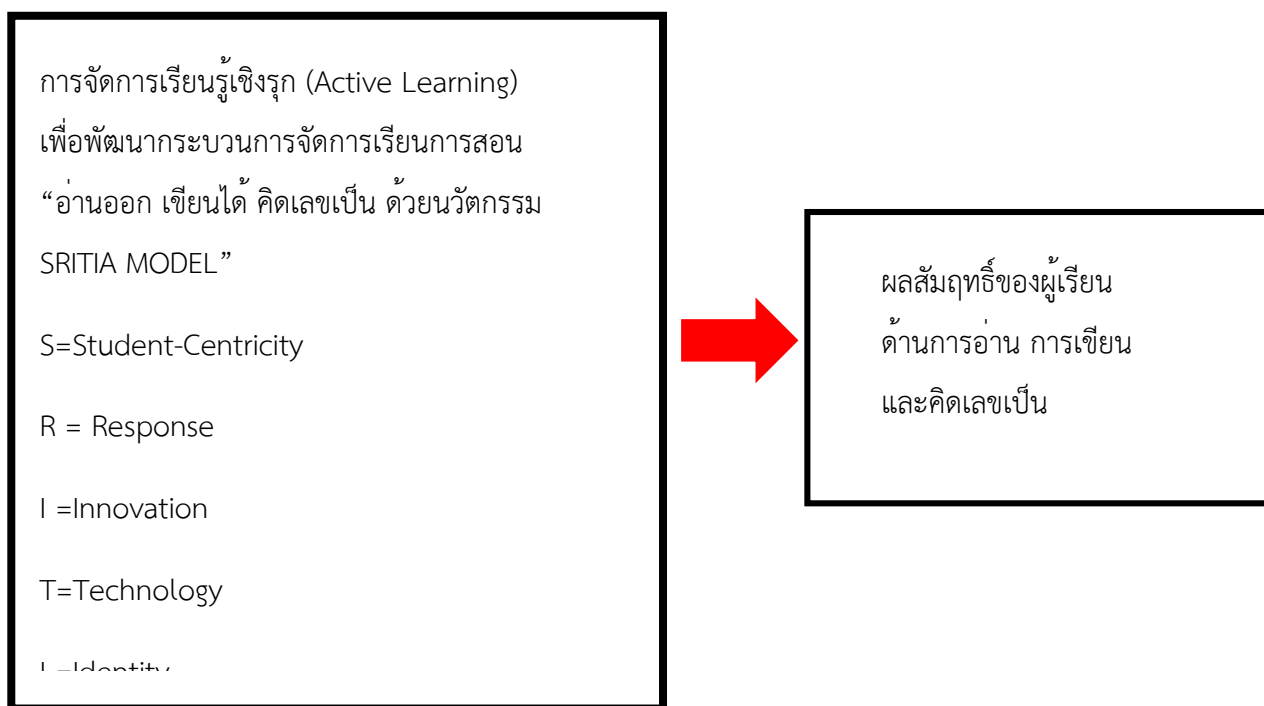 การจัดการเรียนรู้เชิงรุก (Active Learning)
เพื่อพัฒนากระบวนการจัดการเรียนการสอน
“อ่านออก เขียนได้ คิดเลขเป็น ด้วยนวัตกรรม
SRITIA MODEL”
S=Student-Centricity
R = Response
I =Innovation
T=Technology
I =Identity
ผลสัมฤทธิ์ของผู้เรียน
ด้านการอ่าน การเขียน
และคิดเลขเป็น